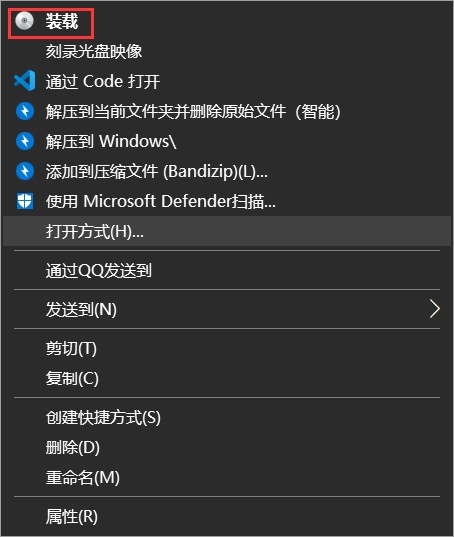 装载
刻录光盘映像
通过 Code 打开
解压到当前文件夹并删除原始文件（智能）
解压到 Windows\
添加到压缩文件 (Bandizip)(L)...
使用 Microsoft Defender扫描...
打开方式(H)...
通过QQ发送到
发送到(N)
剪切(T)
复制(C)
创建快捷方式(S)
删除(D)
重命名(M)
属性(R)